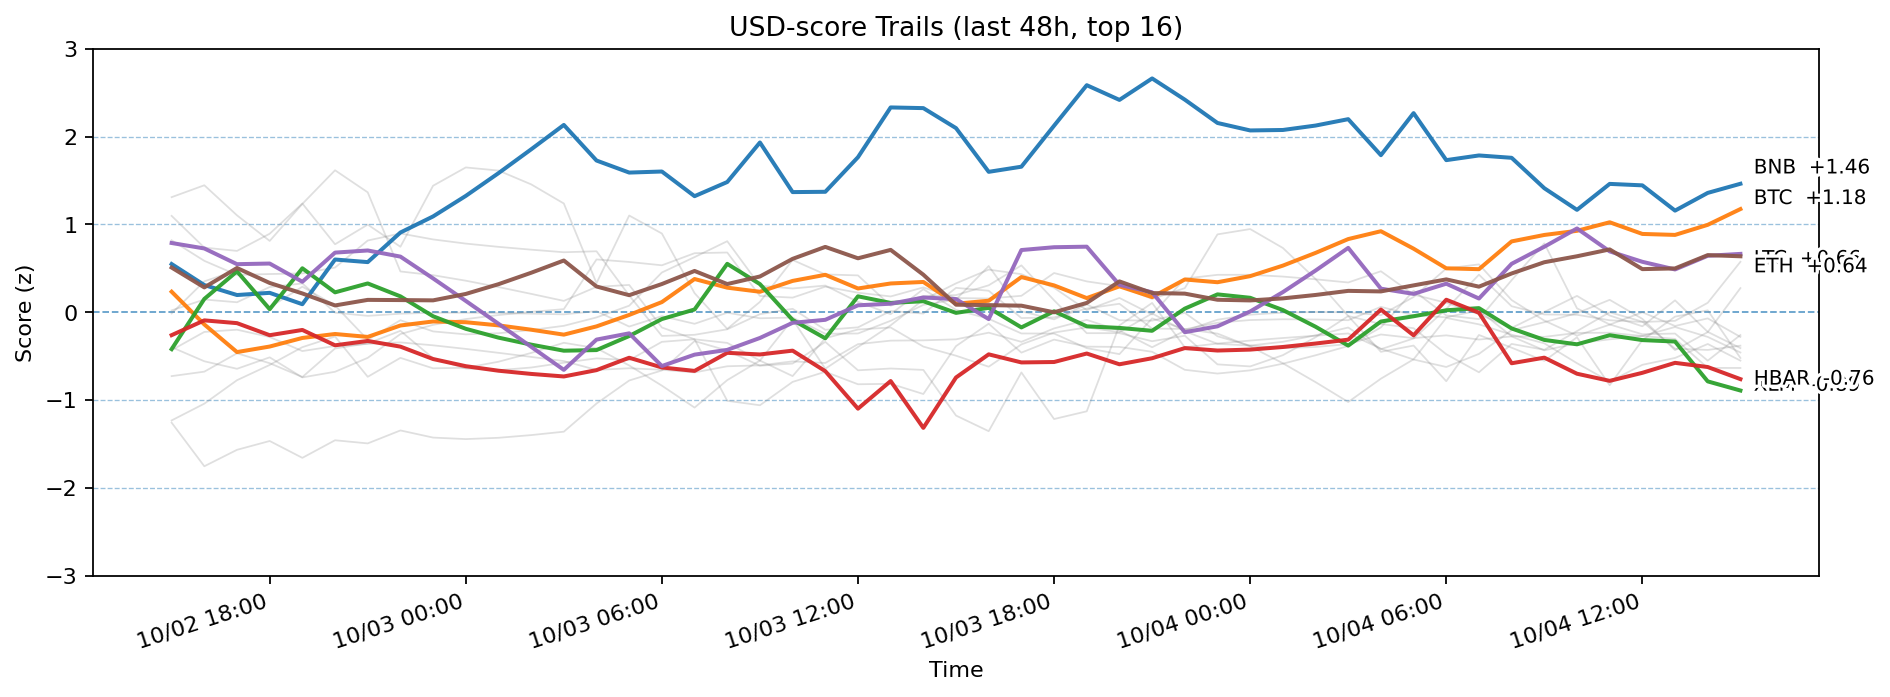 USD-score Trails (last 48h, top 16)
Score (z)
3
2
1
0
−1
−2
−3
BNB +1.46
BTC +1.18
ETH +0.64
HBAR -0.76
10/02 18:00
10/03 00:00
10/03 06:00
10/03 12:00
10/03 18:00
10/04 00:00
10/04 06:00
10/04 12:00
Time